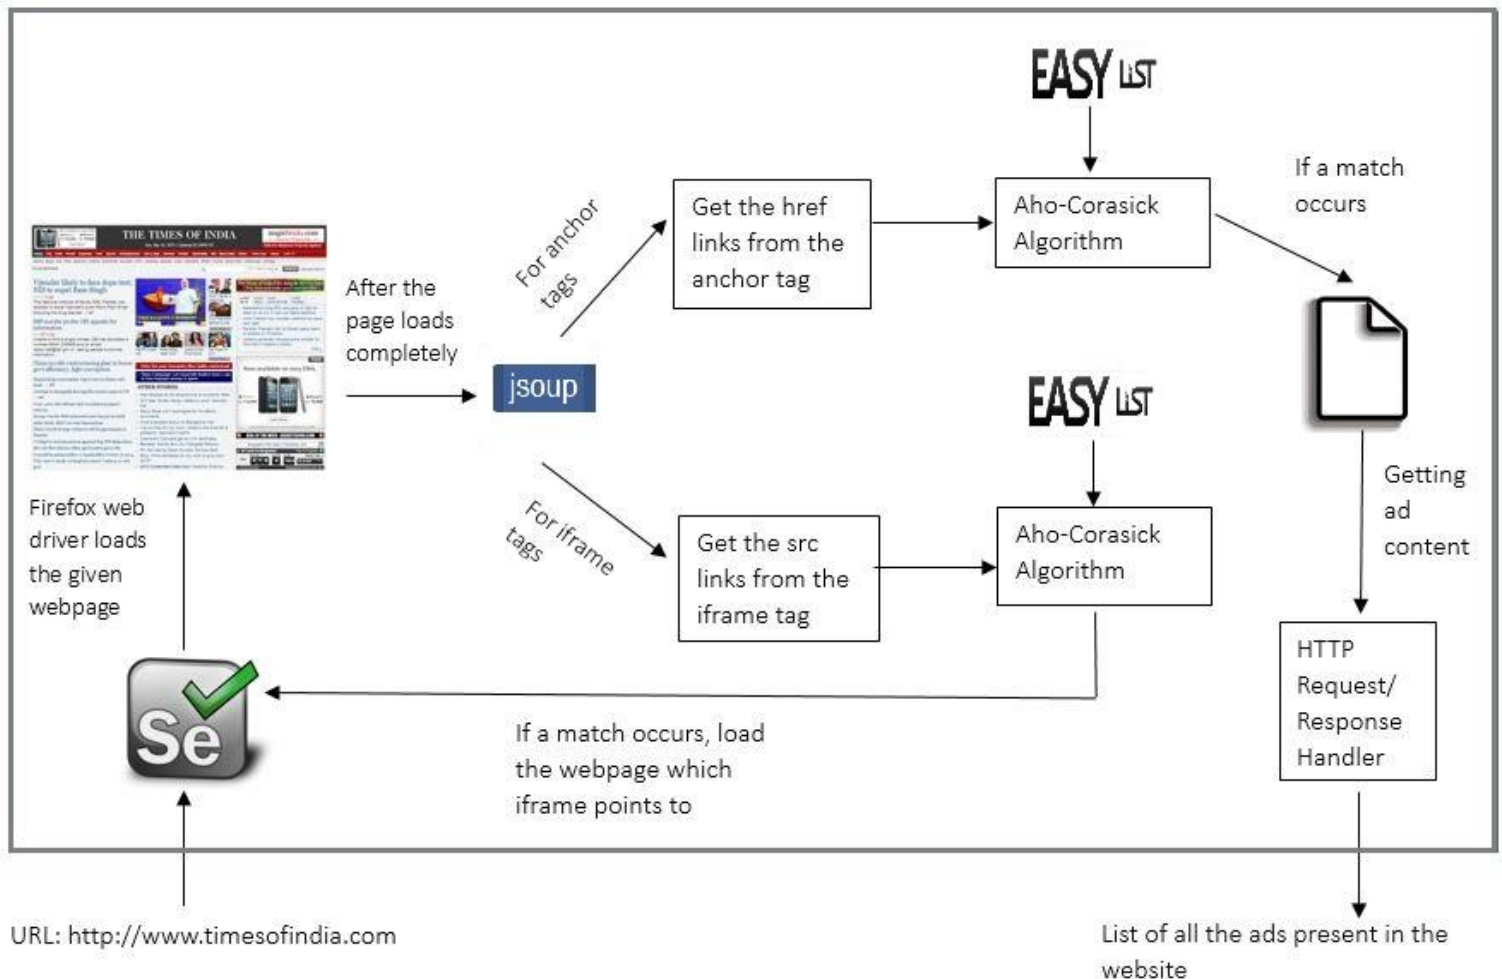 EASY LiST
If a match
occurs
Get the href
links from the
anchor tag
Aho-Corasick
Algorithm
For anchor
tags
THE TIMES OF INDIA
After the
page loads
completely
jsoup
EASY LiST
Getting
ad
content
Firefox web
driver loads
the given
webpage
For iframe
tags
Get the src
links from the
iframe tag
Aho-Corasick
Algorithm
HTTP
Request/
Response
Handler
Se
If a match occurs, load
the webpage which
iframe points to
URL: http://www.timesofindia.com
List of all the ads present in the
website